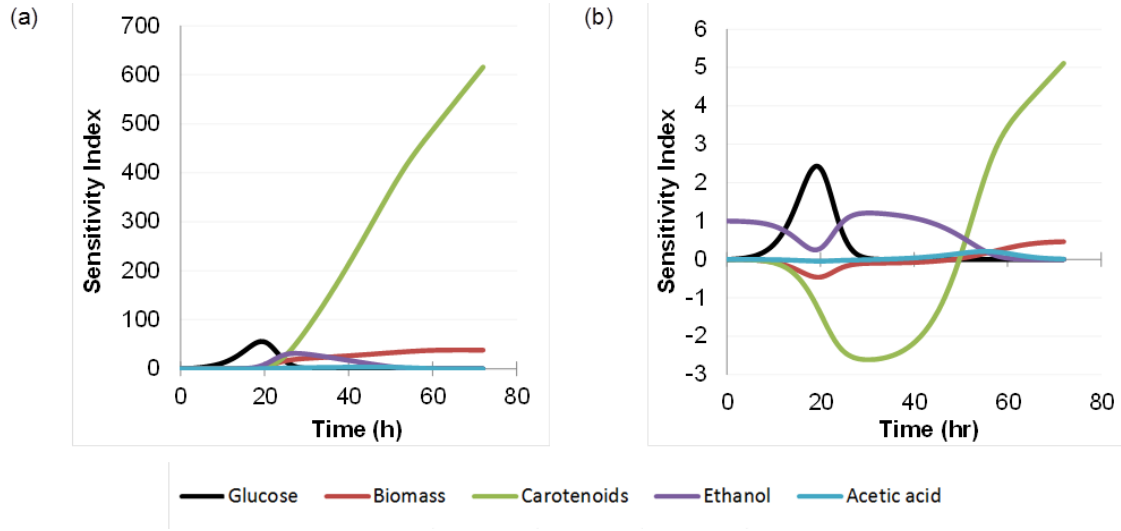 (a)
700
600
500
400
300
200
100
0
Sensitivity Index
0 20 40 60 80
Time (h)
(b)
6
5
4
3
2
1
0
-1
-2
-3
Sensitivity Index
0 20 40 60 80
Time (hr)
Glucose Biomass Carotenoids Ethanol Acetic acid